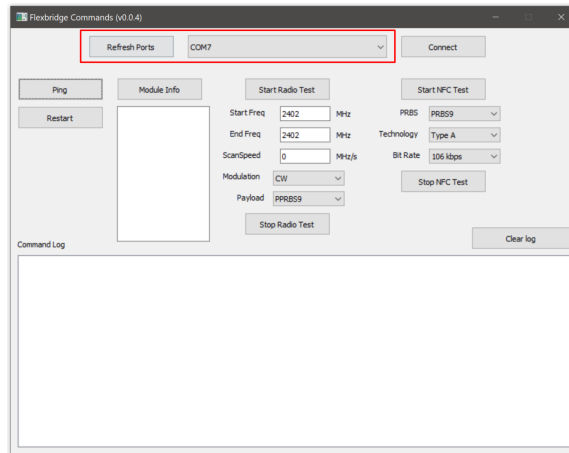 Flexbridge Commands (v0.0.4)
Refresh Ports COM7 Connect
Ping Module Info Start Radio Test Start NFC Test
Restart Start Freq 2402 MHz PRBS PRBS9
End Freq 2402 MHz Technology Type A
ScanSpeed 0 MHz/s Bit Rate 106 kbps
Modulation CW Stop NFC Test
Payload PPRBS9
Stop Radio Test
Clear log
Command Log